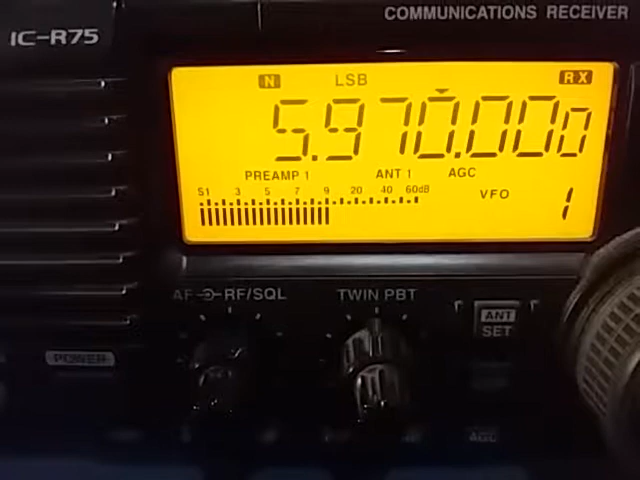 COMMUNICATIONS RECEIVER
IC-R75
N LSB RX
5.970.000
PREAMP 1 ANT 1 AGC
S1 3 5 7 9 20 40 60dB
VFO 1
AF RF/SQL TWIN PBT
ANT
SET
POWER
AGC